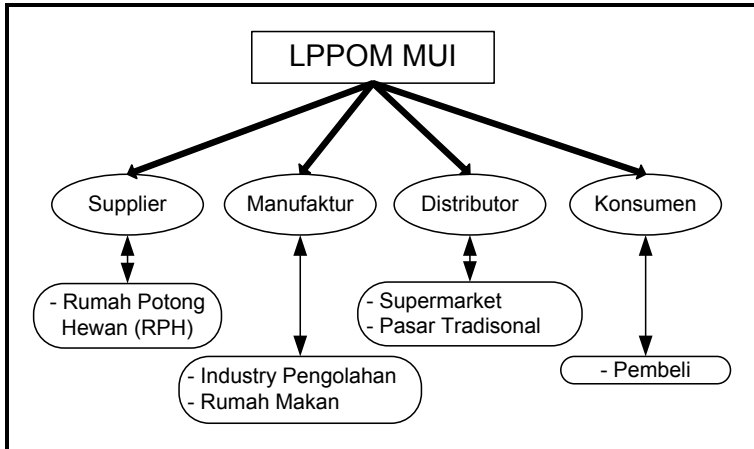 LPPOM MUI
Supplier
Manufaktur
Distributor
Konsumen
- Rumah Potong
Hewan (RPH)
- Industry Pengolahan
- Rumah Makan
- Supermarket
- Pasar Tradisonal
- Pembeli